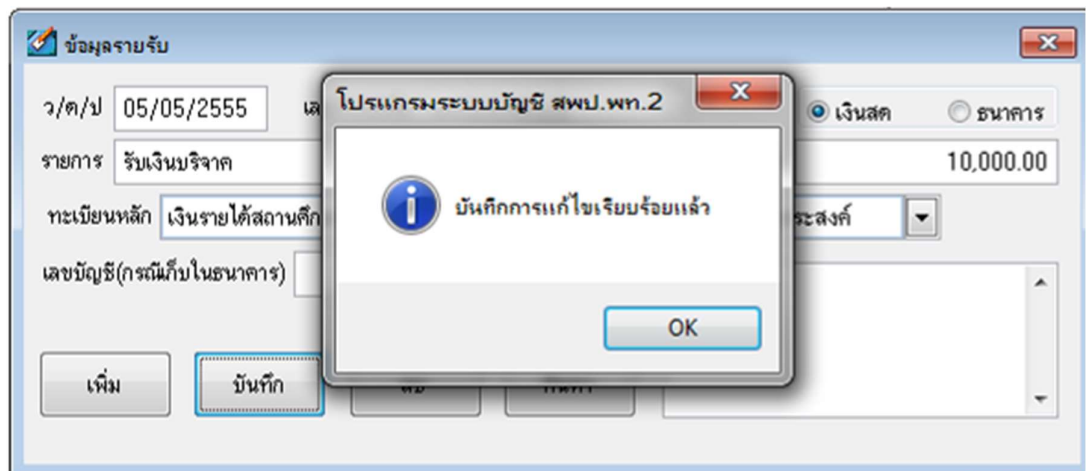 ข้อมูลรายรับ
โปรแกรมระบบบัญชี สพป.พท.2
ว/ด/ป 05/05/2555 เล
เงินสด ธนาคาร
รายการ รับเงินบริจาค 10,000.00
บันทึกการแก้ไขเรียบร้อยแล้ว
ทะเบียนหลัก เงินรายได้สถานศึก ระสงค์
เลขบัญชี(กรณีเก็บในธนาคาร)
OK
เพิ่ม บันทึก